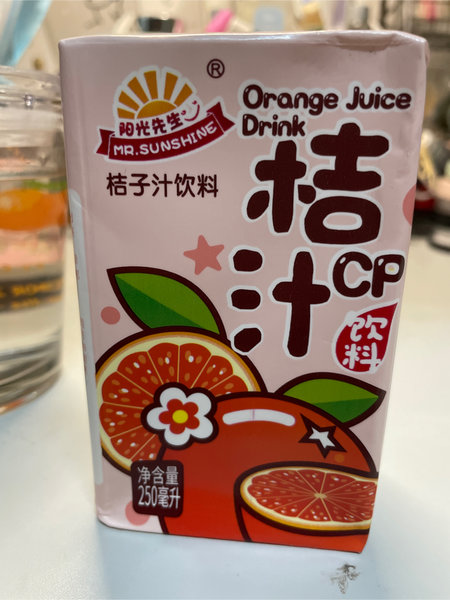 ®
阳光先生
MR.SUNSHINE
Orange Juice
Drink
桔子汁饮料
桔
汁
CP
饮
料
净含量
250毫升